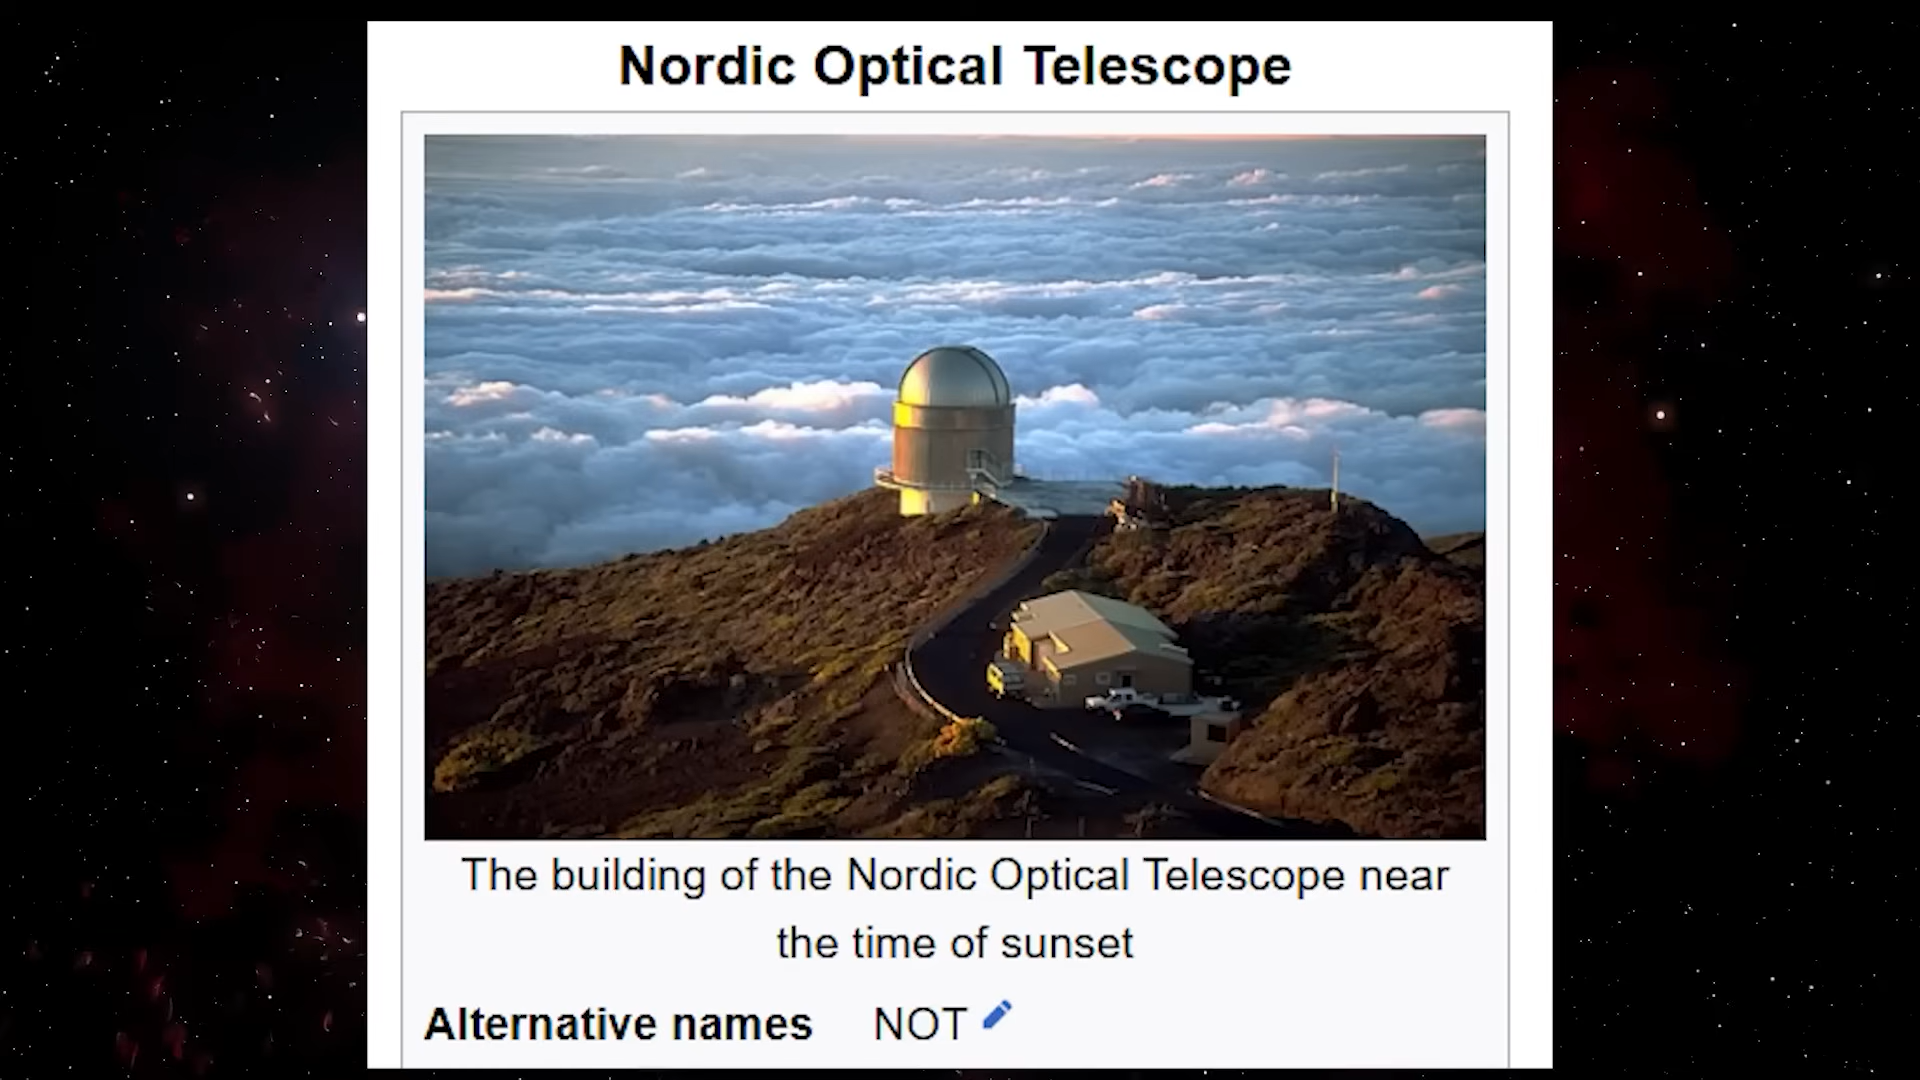 Nordic Optical Telescope
The building of the Nordic Optical Telescope near
the time of sunset
Alternative names NOT